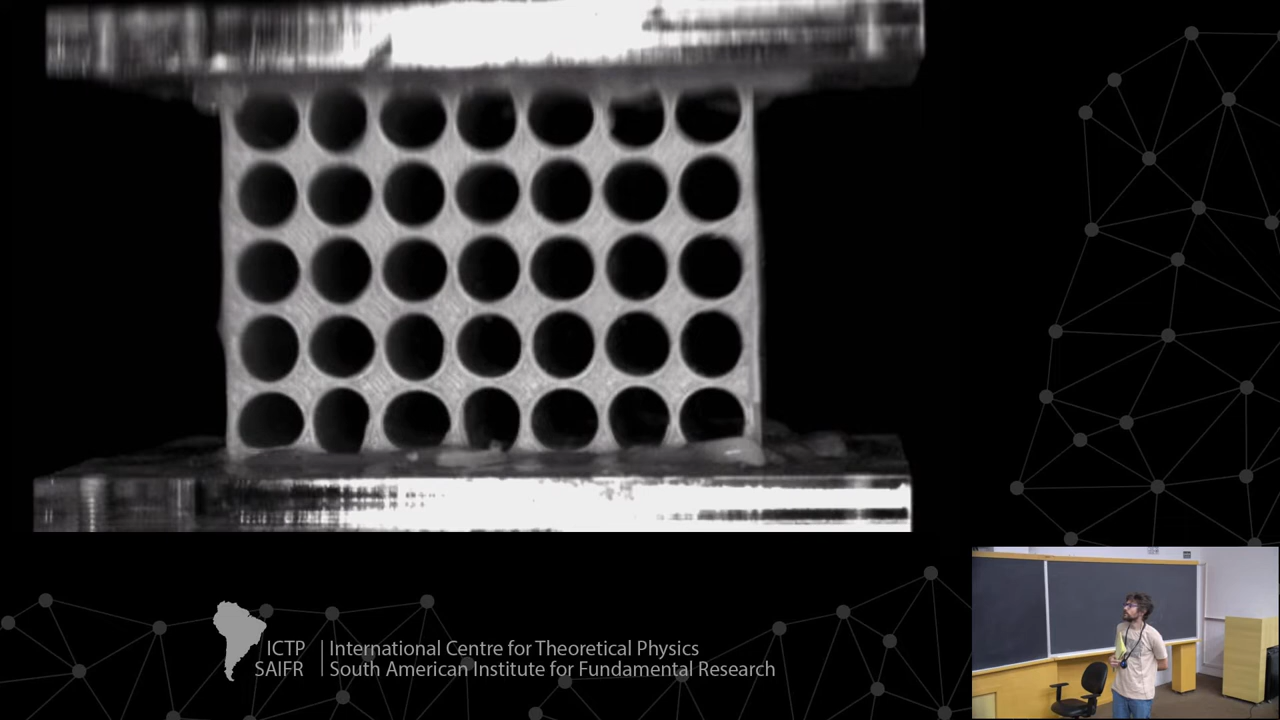 ICTP
SAIFR
International Centre for Theoretical Physics
South American Institute for Fundamental Research